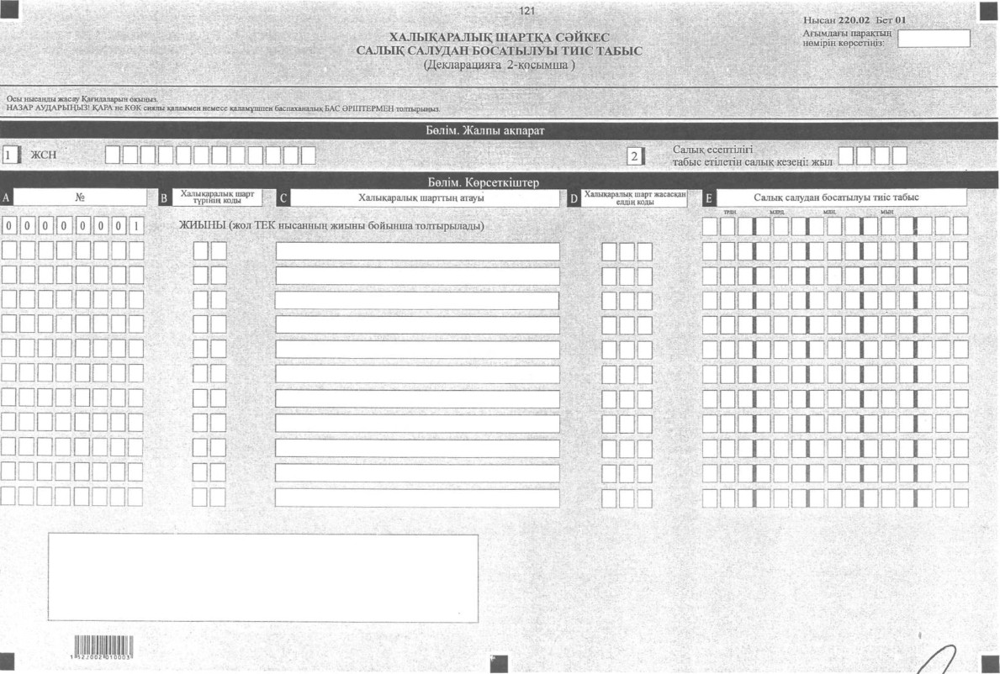 121
Нысан 220.02 Бет 01
Ағымдағы парақтың
нөмірін көрсетіңіз:
ХАЛЫҚАРАЛЫҚ ШАРТҚА СӘЙКЕС
САЛЫҚ САЛУДАН БОСАТЫЛУЫ ТИІС ТАБЫС
(Декларацияға 2-қосымша )
Осы нысанды жасау Қағидаларын оқыңыз.
НАЗАР АУДАРЫҢЫЗ! ҚАРА не КӨК сиялы қаламмен немесе қаламұшпен баспаханалық БАС ӘРІПТЕРМЕН толтырыңыз.
Бөлім. Жалпы ақпарат
1 ЖСН
2 Салық есептілігі
табыс етілетін салық кезеңі: жыл
Бөлім. Көрсеткіштер
A №
B Халықаралық шарт
түрінің коды
C Халықаралық шарттың атауы
D Халықаралық шарт жасасқан
елдің коды
E Салық салудан босатылуы тиіс табыс
трлн. млрд. млн. мың
0 0 0 0 0 0 0 1 ЖИЫНЫ (жол ТЕК нысанның жиыны бойынша толтырылады)